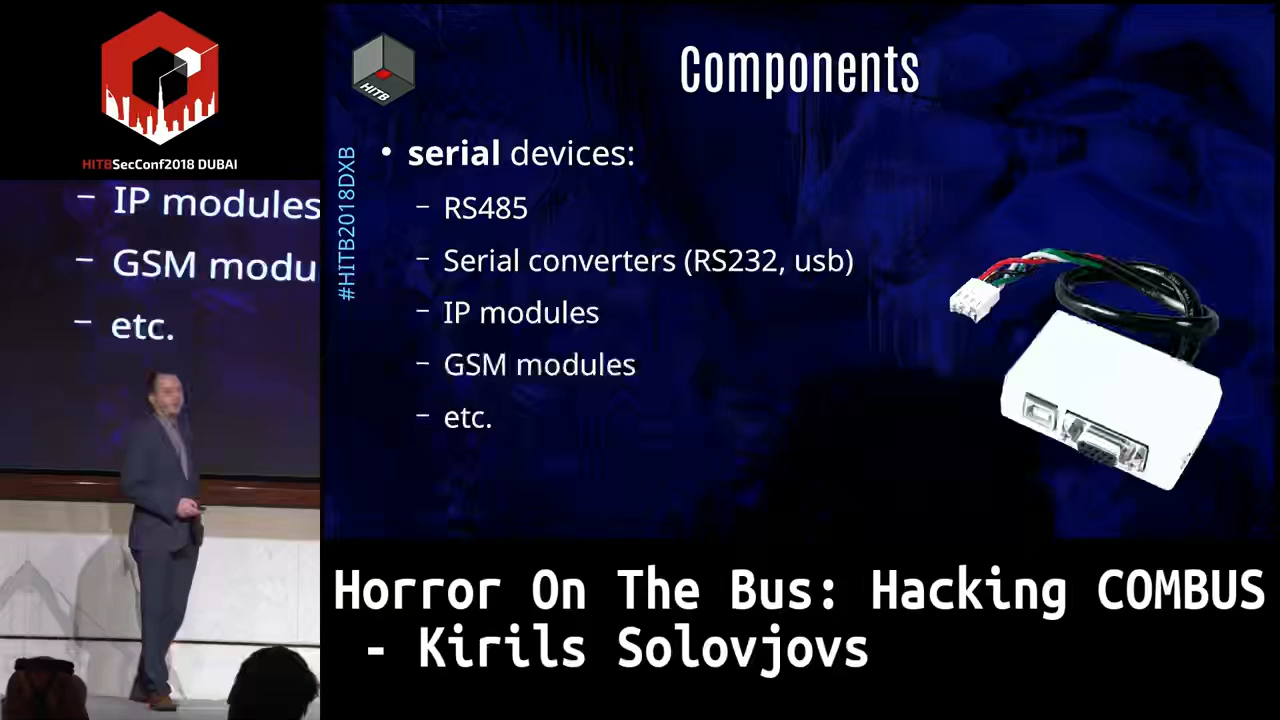 HITBSecConf2018 DUBAI
– IP modules
– GSM modu
– etc.
HITB
#HITB2018DXB
Components
• serial devices:
– RS485
– Serial converters (RS232, usb)
– IP modules
– GSM modules
– etc.
Horror On The Bus: Hacking COMBUS
- Kirils Solovjovs